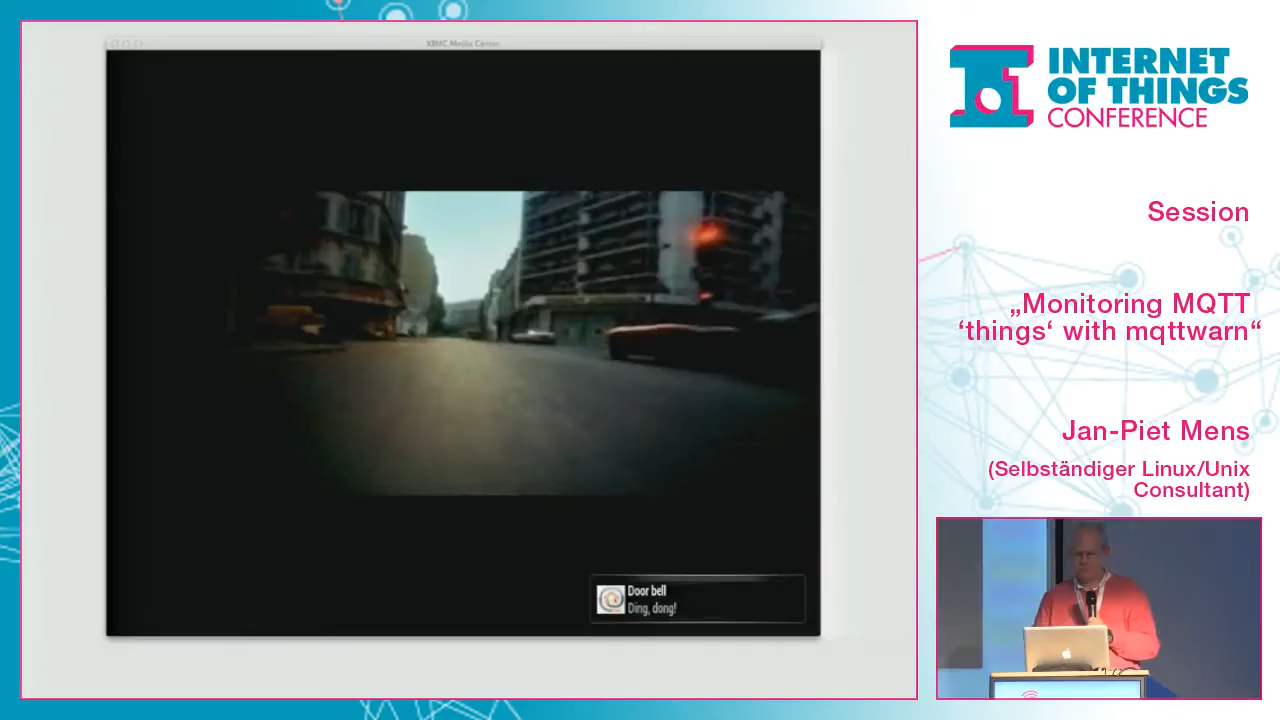 XBMC Media Center
Door bell
Ding, dong!
INTERNET
OF THINGS
CONFERENCE
Session
„Monitoring MQTT
‘things‘ with mqttwarn“
Jan-Piet Mens
(Selbständiger Linux/Unix
Consultant)